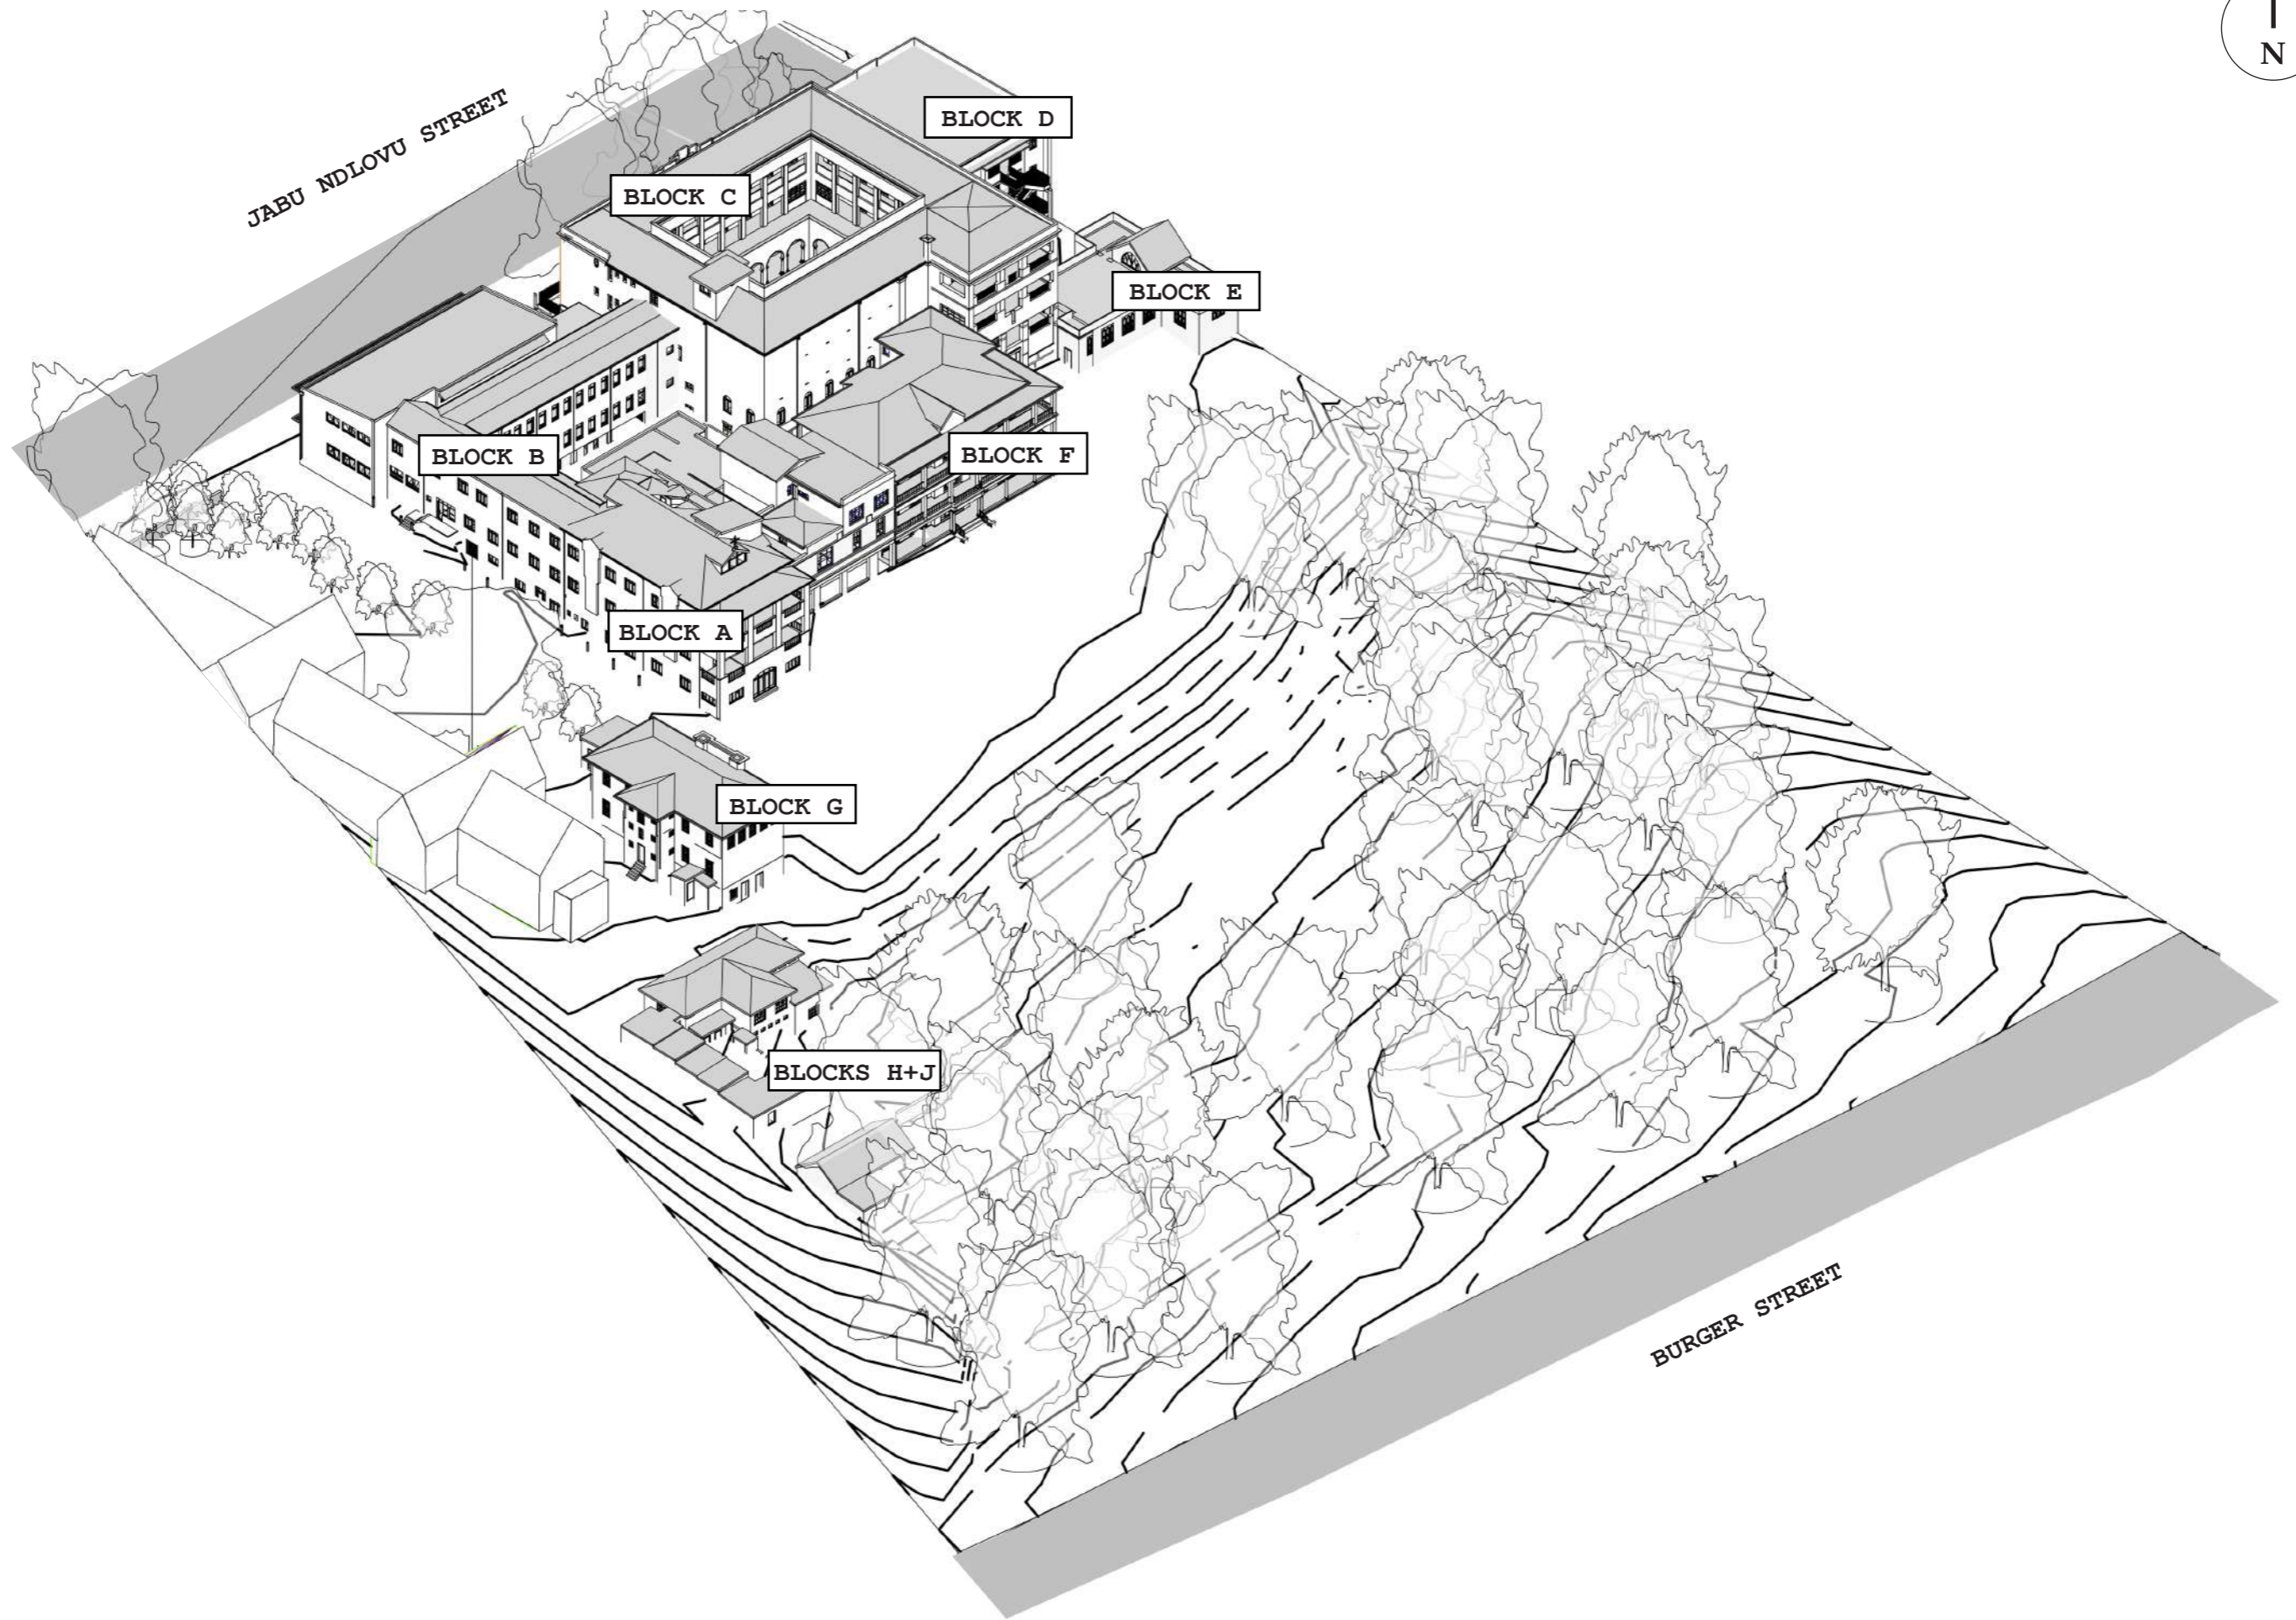 N
BLOCK D
JABU NDLOVU STREET
BLOCK C
BLOCK E
BLOCK B
BLOCK F
BLOCK A
BLOCK G
BLOCKS H+J
BURGER STREET